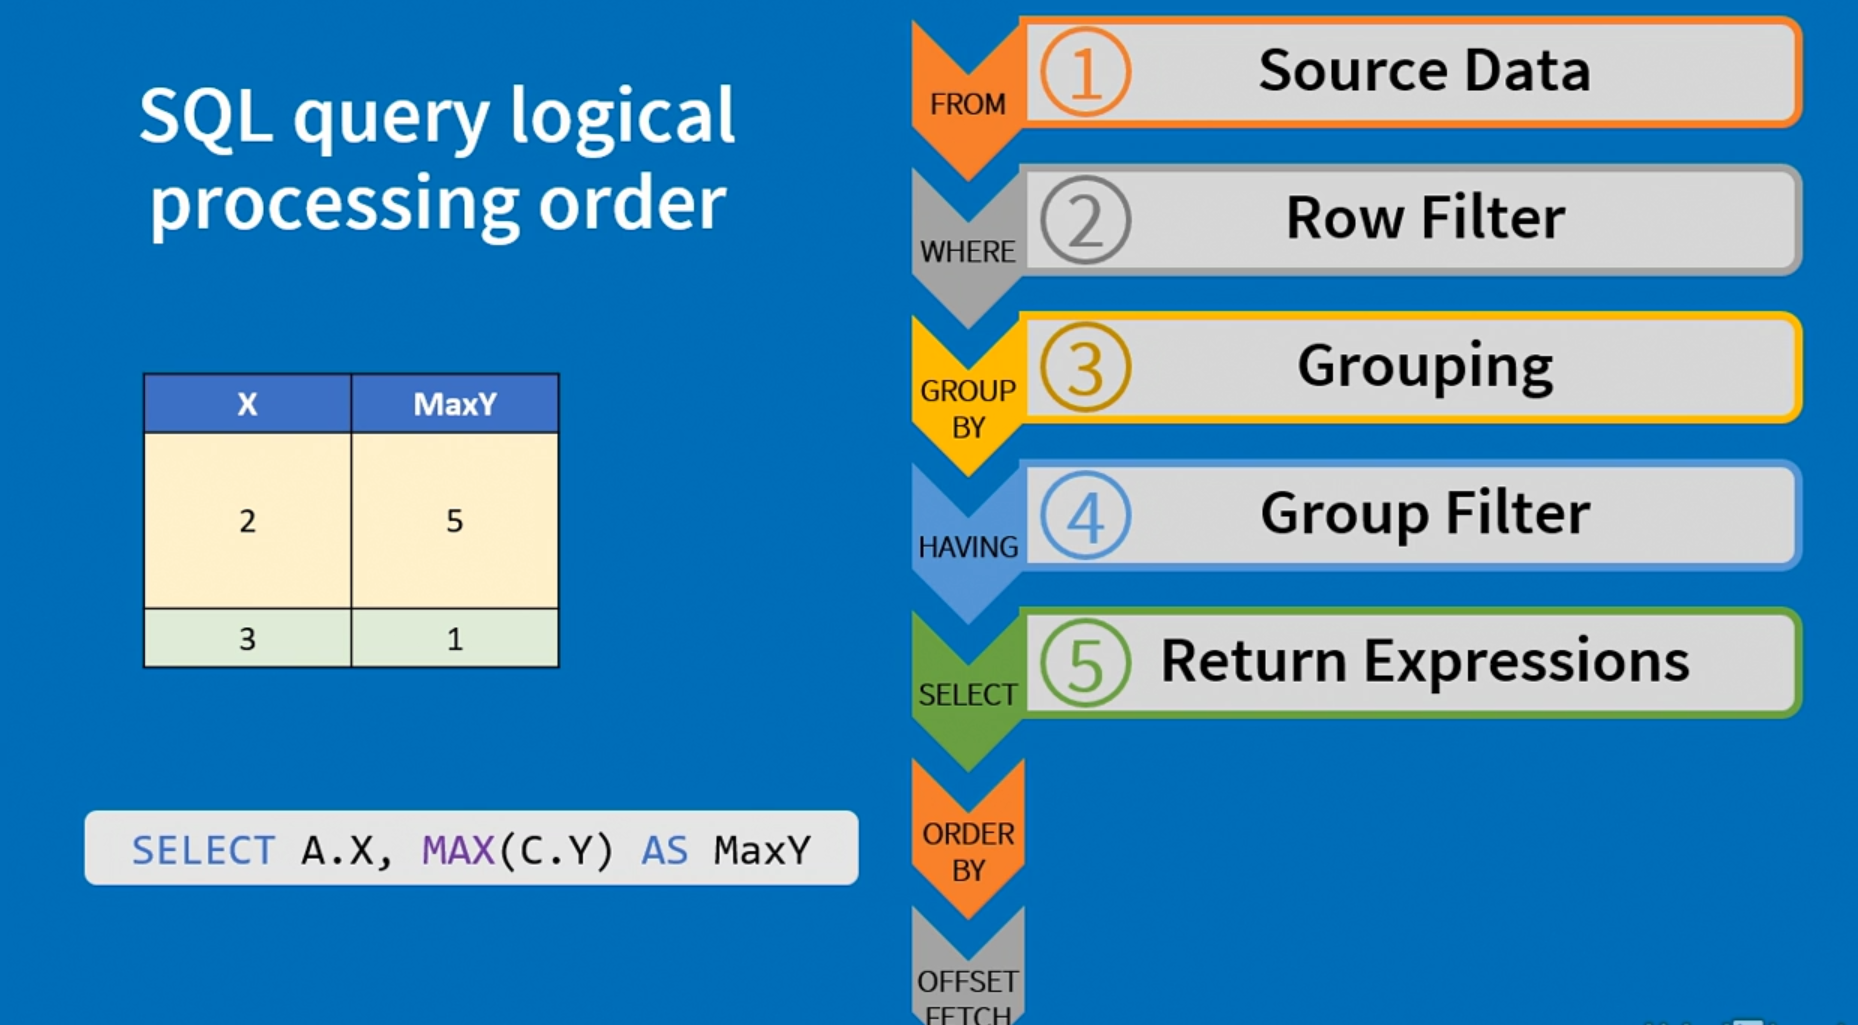 SQL query logical
processing order
X MaxY
2 5
3 1
SELECT A.X, MAX(C.Y) AS MaxY
FROM
1 Source Data
WHERE
2 Row Filter
GROUP
BY
3 Grouping
HAVING
4 Group Filter
SELECT
5 Return Expressions
ORDER
BY
OFFSET
FETCH